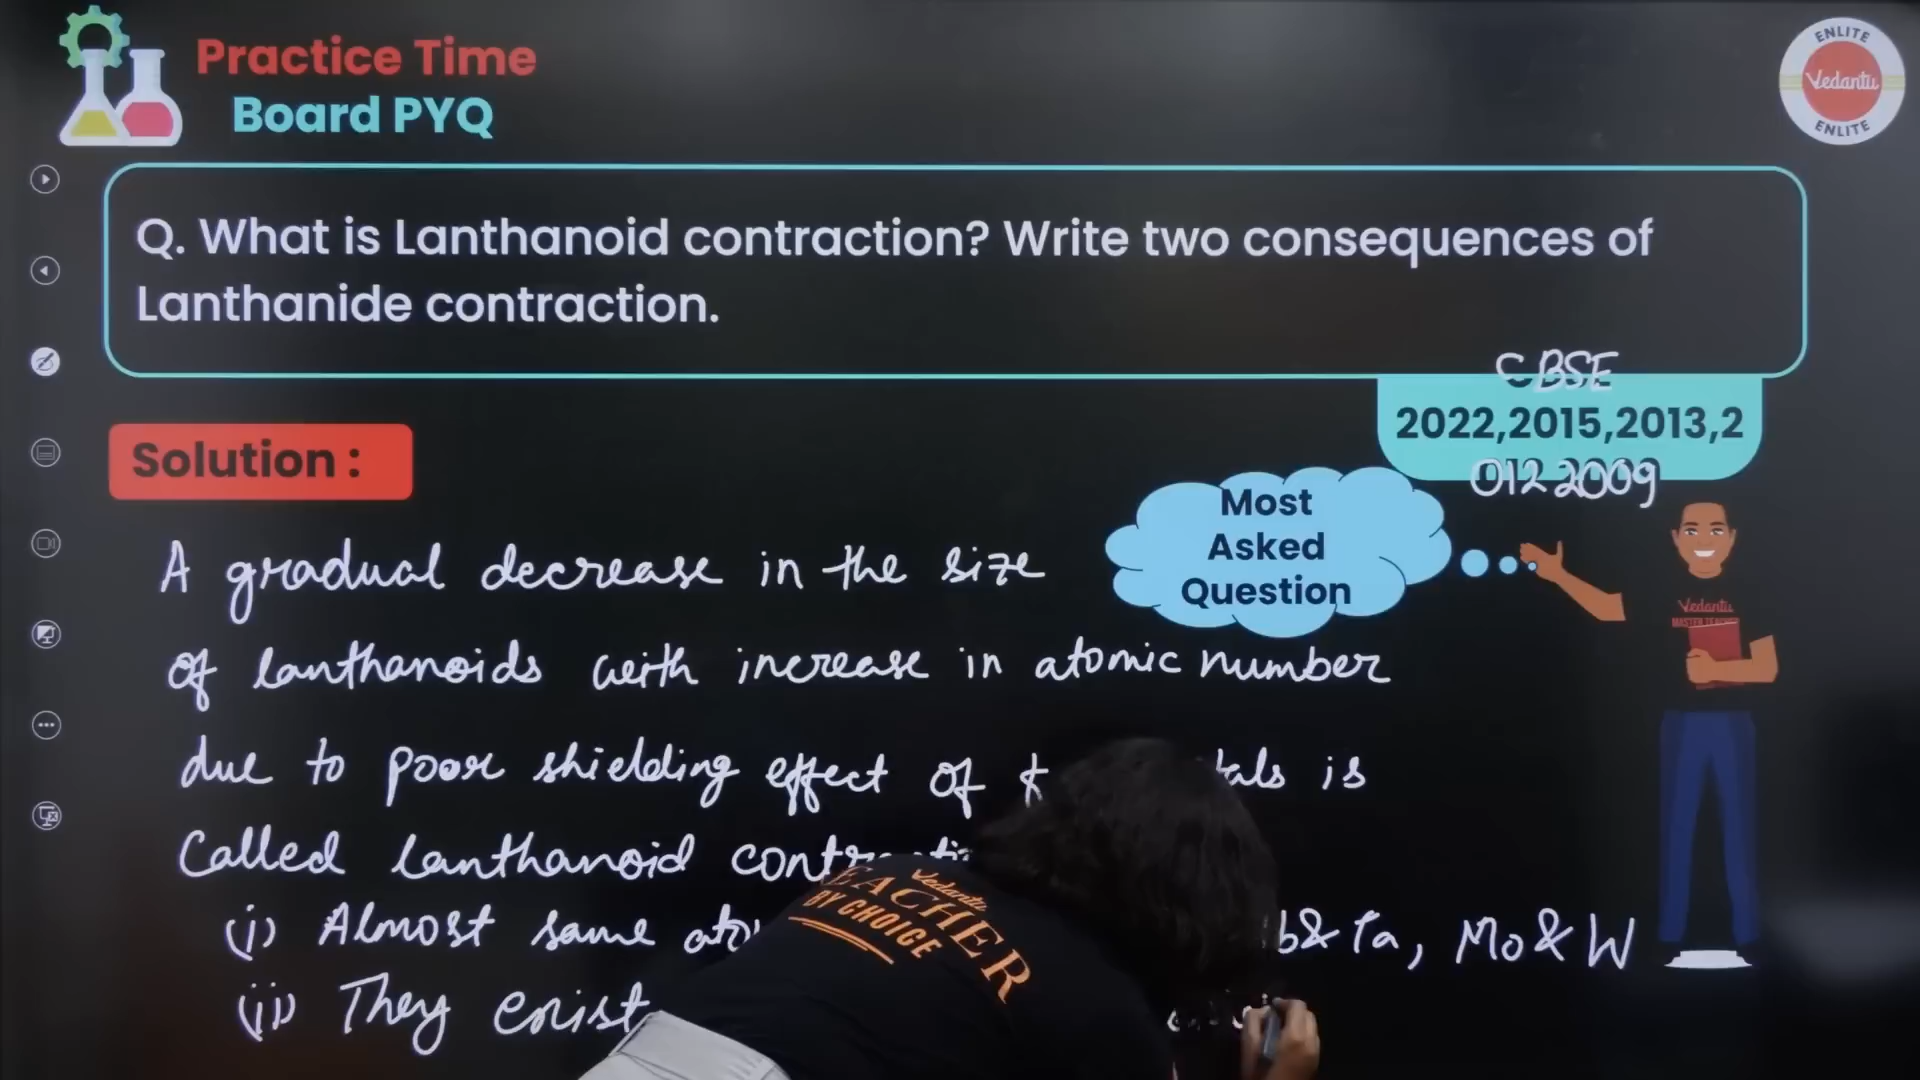 Practice Time
Board PYQ
ENLITE
Vedantu
ENLITE
Q. What is Lanthanoid contraction? Write two consequences of
Lanthanide contraction.
CBSE
2022,2015,2013,2
012 2009
Solution :
Most
Asked
Question
Vedantu
A gradual decrease in the size
of lanthanoids with increase in atomic number
due to poor shielding effect of is
Called lanthanoid
(i) Almost same & Ta, Mo & W
(ii) They exist
Vedantu
TEACHER
BY CHOICE